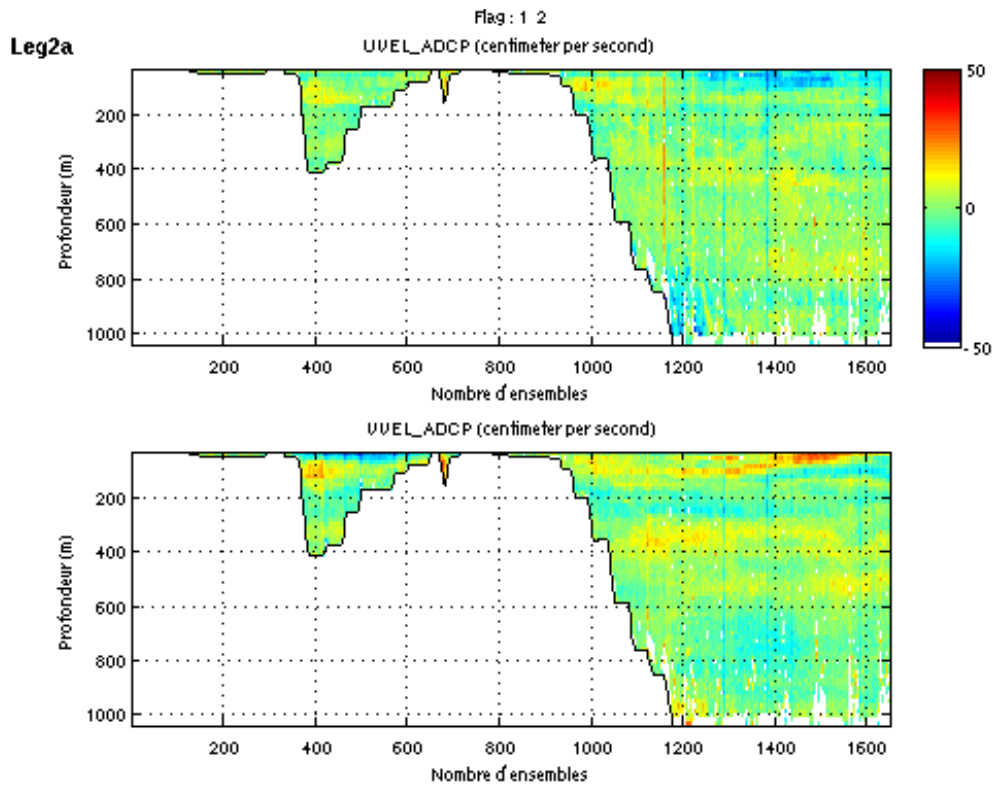 Flag : 1 2
Leg2a
UVEL_ADCP (centimeter per second)
Profondeur (m)
200
400
600
800
1000
200 400 600 800 1000 1200 1400 1600
Nombre d'ensembles
50
0
- 50
VVEL_ADCP (centimeter per second)
Profondeur (m)
200
400
600
800
1000
200 400 600 800 1000 1200 1400 1600
Nombre d'ensembles